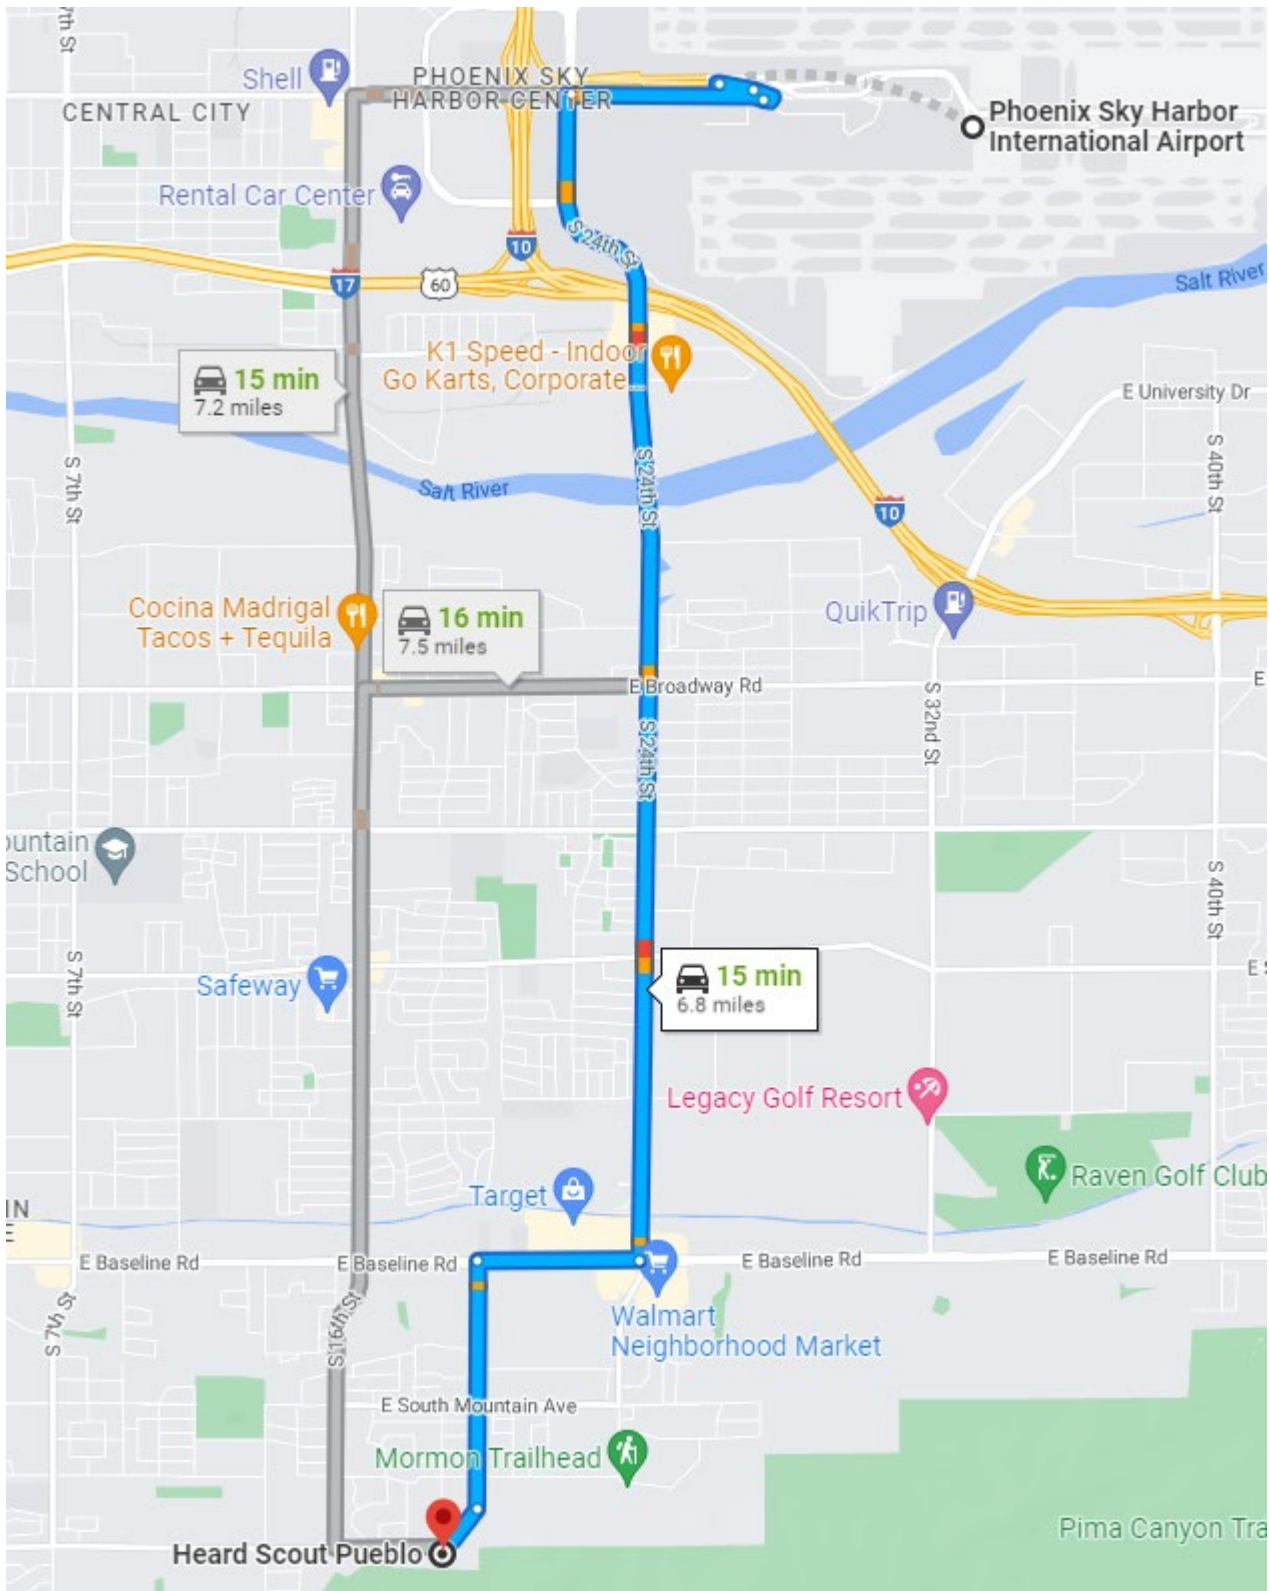 7th St
Shell
PHOENIX SKY
HARBOR CENTER
CENTRAL CITY
Phoenix Sky Harbor
International Airport
Rental Car Center
S 24th St
10
17
60
Salt River
K1 Speed - Indoor
Go Karts, Corporate...
15 min
7.2 miles
E University Dr
S 7th St
S 24th St
S 40th St
Salt River
10
Cocina Madrigal
Tacos + Tequila
16 min
7.5 miles
QuikTrip
E Broadway Rd
E
S 32nd St
S 24th St
ountain
School
S 40th St
Safeway
S 7th St
15 min
6.8 miles
E S
Legacy Golf Resort
Target
Raven Golf Club
IN
E
E Baseline Rd
E Baseline Rd
E Baseline Rd
E Baseline Rd
S 7th St
S 16th St
Walmart
Neighborhood Market
E South Mountain Ave
Mormon Trailhead
Pima Canyon Tra
Heard Scout Pueblo